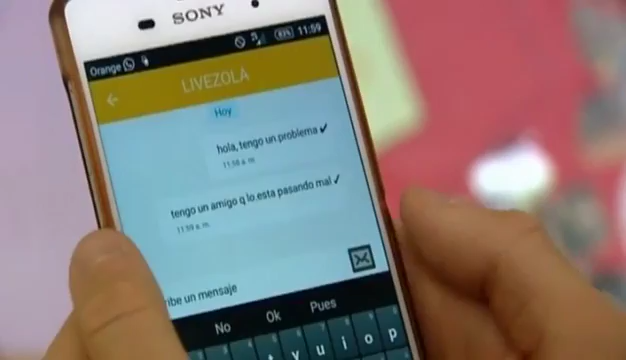 SONY
Orange 83% 11:59
LIVEZOLA
Hoy
hola, tengo un problema ✓
11:58 a. m.
tengo un amigo q lo esta pasando mal ✓
11:59 a. m.
ribe un mensaje
No Ok Pues
y u i o p